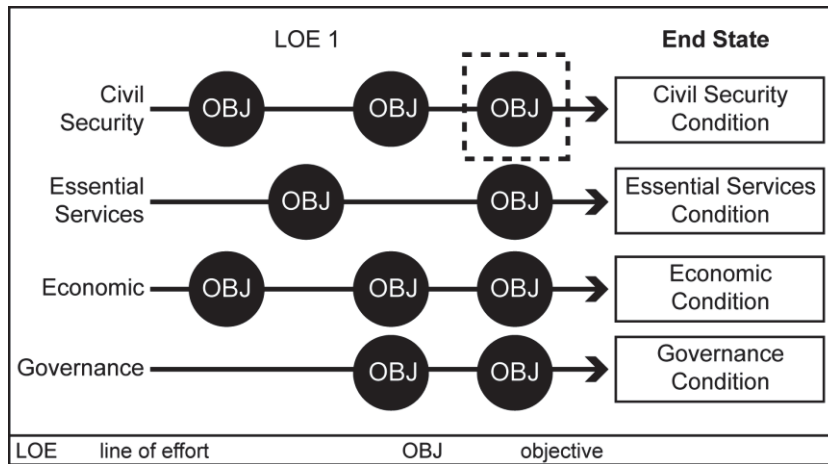 LOE 1
End State
Civil
Security
OBJ
OBJ
OBJ
Civil Security
Condition
Essential
Services
OBJ
OBJ
Essential Services
Condition
Economic
OBJ
OBJ
OBJ
Economic
Condition
Governance
OBJ
OBJ
Governance
Condition
LOE line of effort OBJ objective